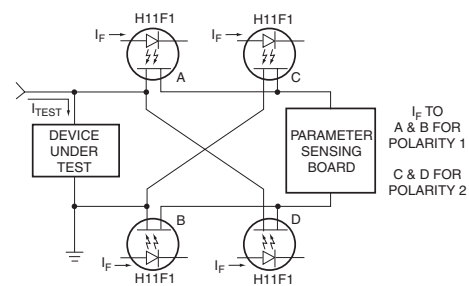 H11F1
H11F1
I_F
I_F
A
C
I_TEST
DEVICE
UNDER
TEST
PARAMETER
SENSING
BOARD
I_F TO
A & B FOR
POLARITY 1
C & D FOR
POLARITY 2
B
D
I_F
I_F
H11F1
H11F1